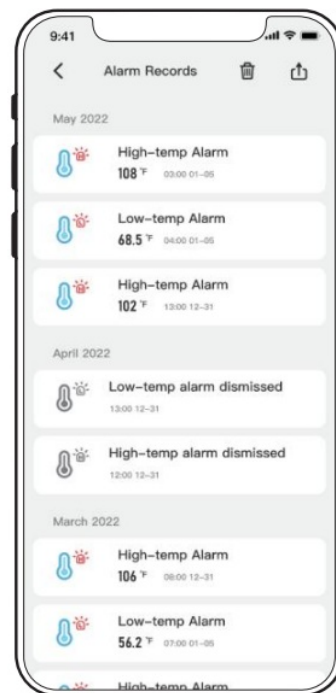 9:41
Alarm Records
May 2022
High-temp Alarm
108 °F 03:00 01-05
Low-temp Alarm
68.5 °F 04:00 01-05
High-temp Alarm
102 °F 13:00 12-31
April 2022
Low-temp alarm dismissed
13:00 12-31
High-temp alarm dismissed
12:00 12-31
March 2022
High-temp Alarm
106 °F 08:00 12-31
Low-temp Alarm
56.2 °F 07:00 01-05
High-temp Alarm